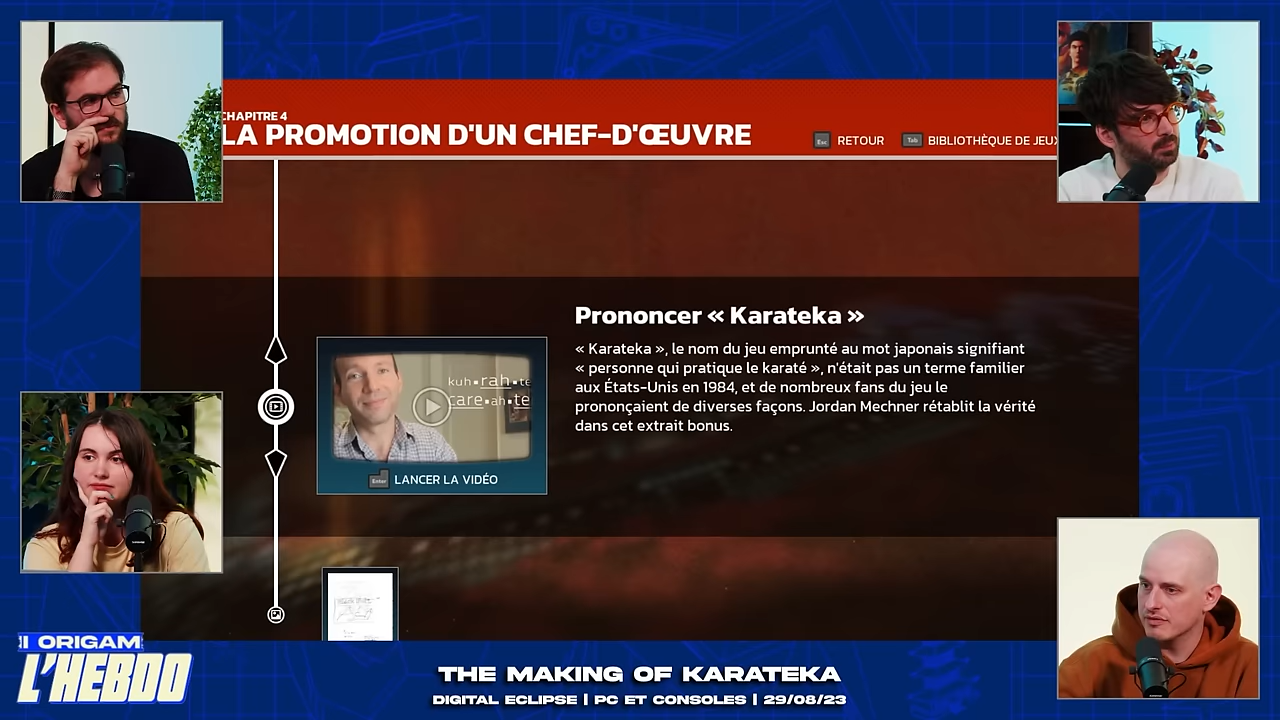 CHAPITRE 4
LA PROMOTION D'UN CHEF-D'ŒUVRE
Esc RETOUR Tab BIBLIOTHÈQUE DE JEUX
Prononcer « Karateka »
« Karateka », le nom du jeu emprunté au mot japonais signifiant
« personne qui pratique le karaté », n'était pas un terme familier
aux États-Unis en 1984, et de nombreux fans du jeu le
prononçaient de diverses façons. Jordan Mechner rétablit la vérité
dans cet extrait bonus.
kuh▪rah▪te
care▪ah▪te
Enter LANCER LA VIDÉO
ORIGAM
L'HEBDO
THE MAKING OF KARATEKA
DIGITAL ECLIPSE | PC ET CONSOLES | 29/08/23